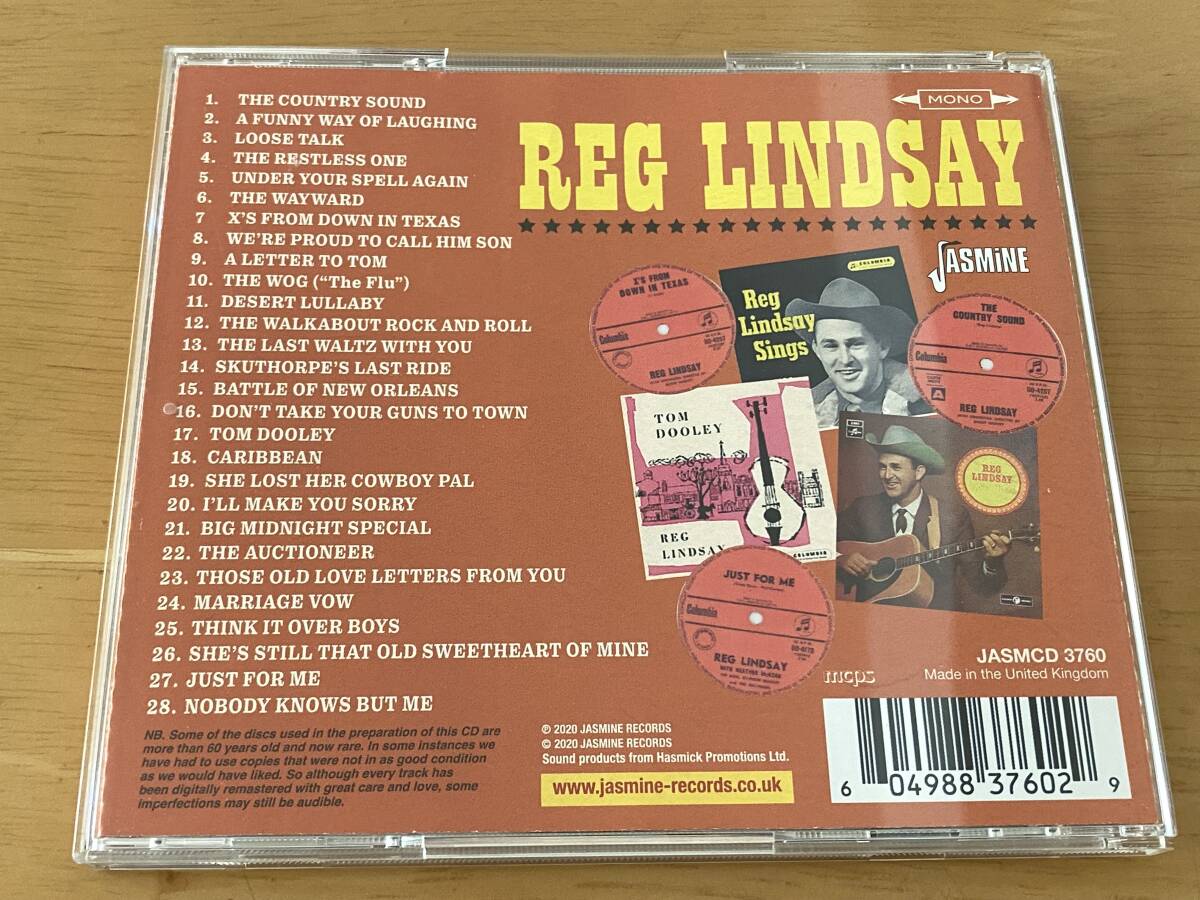 1. THE COUNTRY SOUND
2. A FUNNY WAY OF LAUGHING
3. LOOSE TALK
4. THE RESTLESS ONE
5. UNDER YOUR SPELL AGAIN
6. THE WAYWARD
7 X'S FROM DOWN IN TEXAS
8. WE'RE PROUD TO CALL HIM SON
9. A LETTER TO TOM
10. THE WOG ("The Flu")
11. DESERT LULLABY
12. THE WALKABOUT ROCK AND ROLL
13. THE LAST WALTZ WITH YOU
14. SKUTHORPE'S LAST RIDE
15. BATTLE OF NEW ORLEANS
16. DON'T TAKE YOUR GUNS TO TOWN
17. TOM DOOLEY
18. CARIBBEAN
19. SHE LOST HER COWBOY PAL
20. I'LL MAKE YOU SORRY
21. BIG MIDNIGHT SPECIAL
22. THE AUCTIONEER
23. THOSE OLD LOVE LETTERS FROM YOU
24. MARRIAGE VOW
25. THINK IT OVER BOYS
26. SHE'S STILL THAT OLD SWEETHEART OF MINE
27. JUST FOR ME
28. NOBODY KNOWS BUT ME
NB. Some of the discs used in the preparation of this CD are
more than 60 years old and now rare. In some instances we
have had to use copies that were not in as good condition
as we would have liked. So although every track has
been digitally remastered with great care and love, some
imperfections may still be audible.
MONO
REG LINDSAY
JASMiNE
X'S FROM
DOWN IN TEXAS
Columbia
REG LINDSAY
COLUMBIA
Reg
Lindsay
Sings
THE
COUNTRY SOUND
Columbia
A
REG LINDSAY
TOM
DOOLEY
REG
LINDSAY
COLUMBIA
REG
LINDSAY
JUST FOR ME
Columbia
REG LINDSAY
WITH HEATHER McKEAN
mcps
JASMCD 3760
Made in the United Kingdom
℗ 2020 JASMINE RECORDS
© 2020 JASMINE RECORDS
Sound products from Hasmick Promotions Ltd.
www.jasmine-records.co.uk
6 04988 37602 9